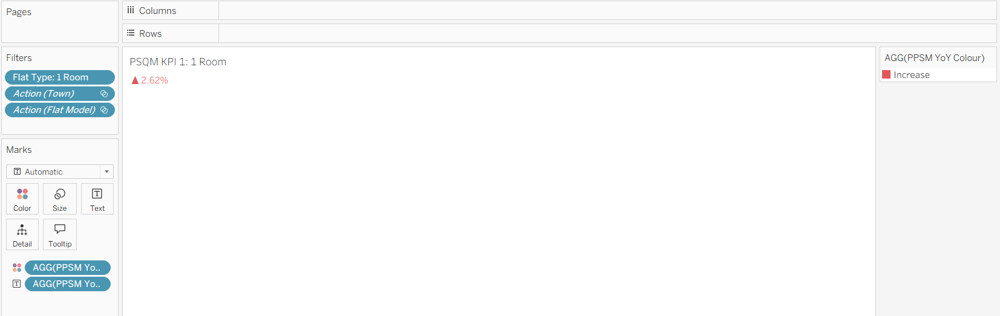 Pages
Columns
Rows
Filters
Flat Type: 1 Room
Action (Town)
Action (Flat Model)
Marks
Automatic
Color
Size
Text
Detail
Tooltip
AGG(PPSM Yo..
AGG(PPSM Yo..
PSQM KPI 1: 1 Room
▲ 2.62%
AGG(PPSM YoY Colour)
Increase